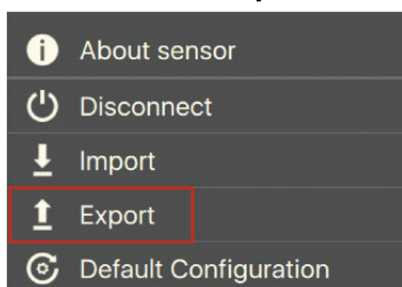 About sensor
Disconnect
Import
Export
Default Configuration